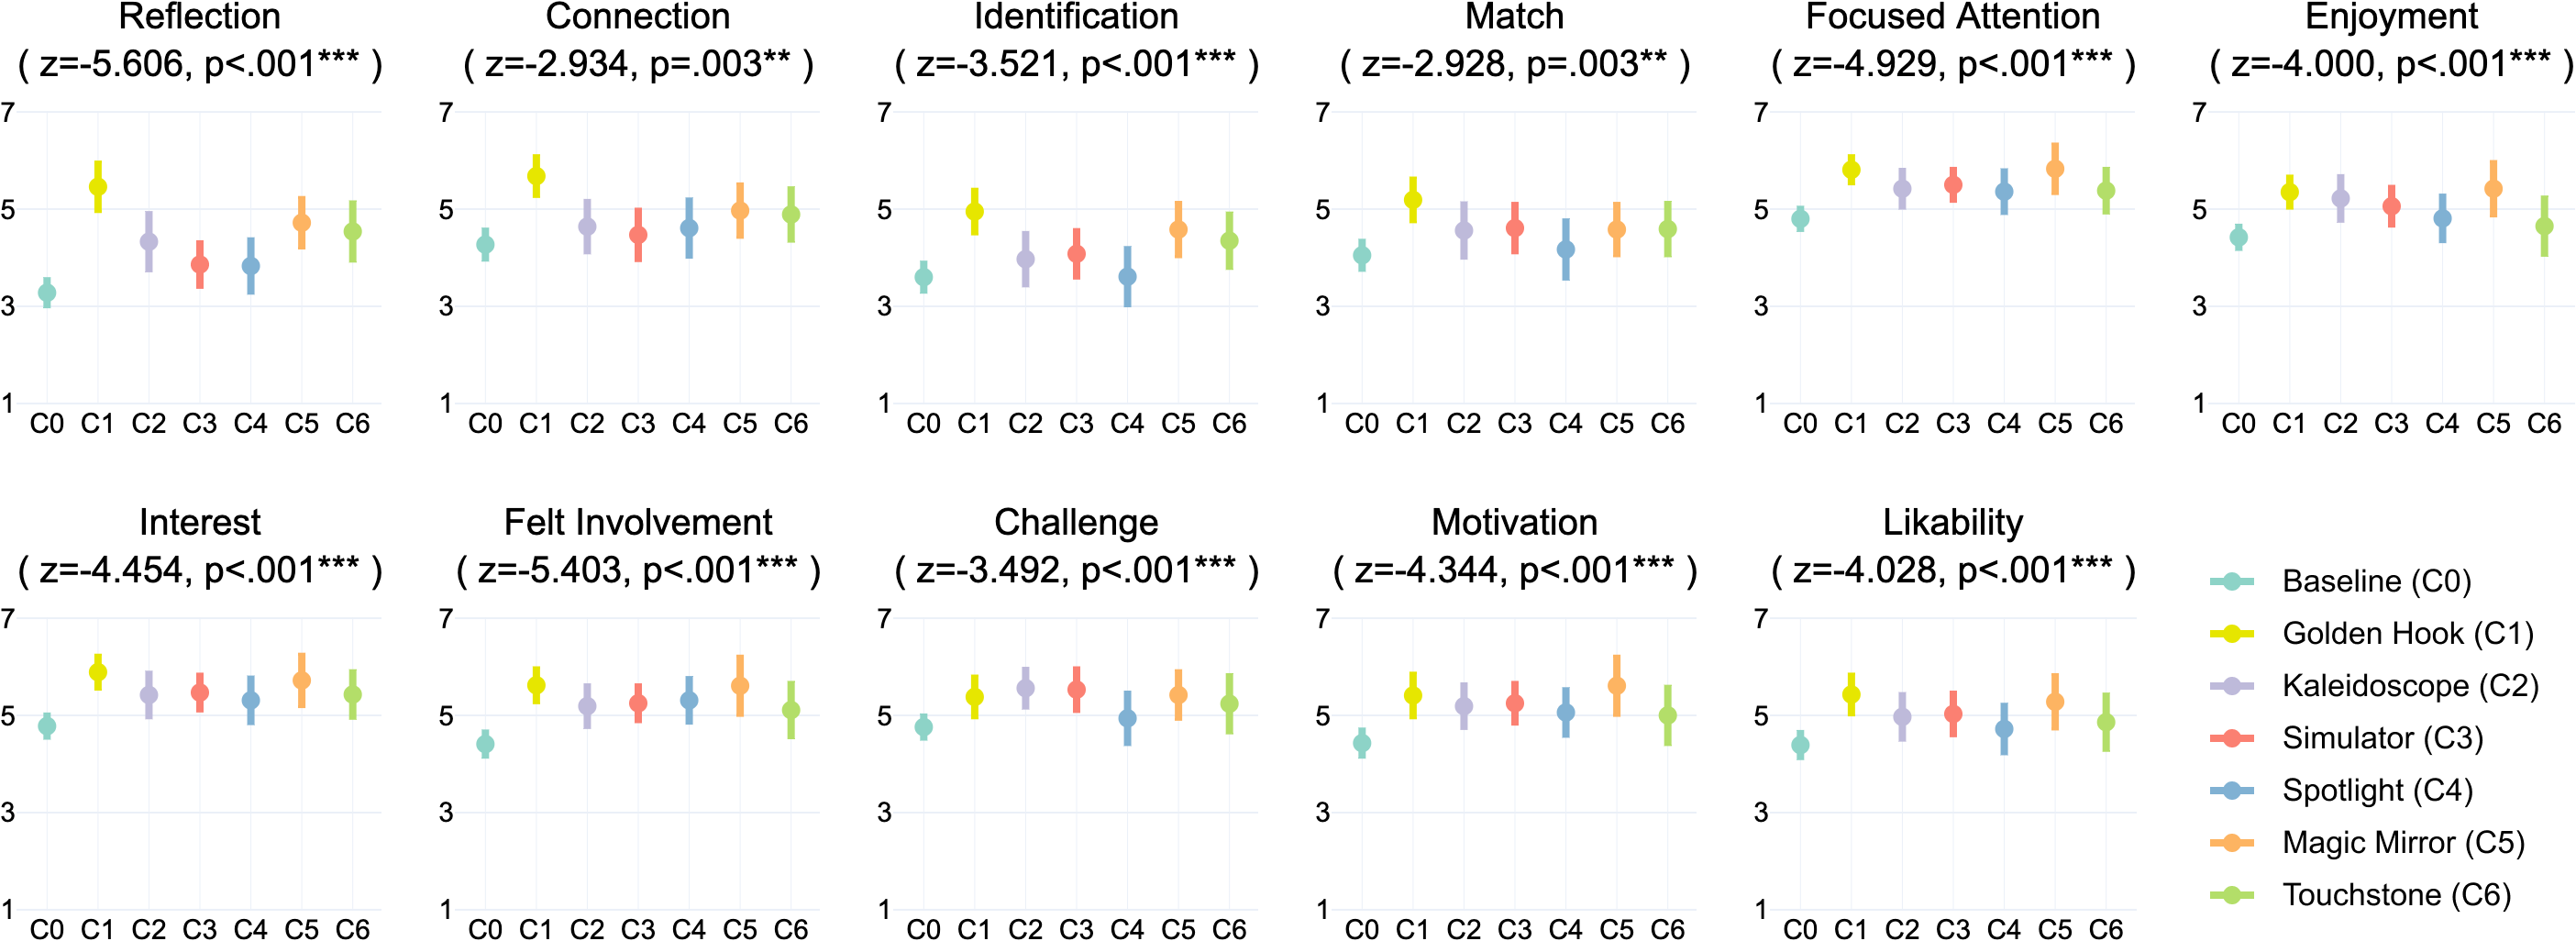 Reflection
( z=-5.606, p<.001*** )
7
5
3
1
C0 C1 C2 C3 C4 C5 C6
Connection
( z=-2.934, p=.003** )
7
5
3
1
C0 C1 C2 C3 C4 C5 C6
Identification
( z=-3.521, p<.001*** )
7
5
3
1
C0 C1 C2 C3 C4 C5 C6
Match
( z=-2.928, p=.003** )
7
5
3
1
C0 C1 C2 C3 C4 C5 C6
Focused Attention
( z=-4.929, p<.001*** )
7
5
3
1
C0 C1 C2 C3 C4 C5 C6
Enjoyment
( z=-4.000, p<.001*** )
7
5
3
1
C0 C1 C2 C3 C4 C5 C6
Interest
( z=-4.454, p<.001*** )
7
5
3
1
C0 C1 C2 C3 C4 C5 C6
Felt Involvement
( z=-5.403, p<.001*** )
7
5
3
1
C0 C1 C2 C3 C4 C5 C6
Challenge
( z=-3.492, p<.001*** )
7
5
3
1
C0 C1 C2 C3 C4 C5 C6
Motivation
( z=-4.344, p<.001*** )
7
5
3
1
C0 C1 C2 C3 C4 C5 C6
Likability
( z=-4.028, p<.001*** )
7
5
3
1
C0 C1 C2 C3 C4 C5 C6
Baseline (C0)
Golden Hook (C1)
Kaleidoscope (C2)
Simulator (C3)
Spotlight (C4)
Magic Mirror (C5)
Touchstone (C6)